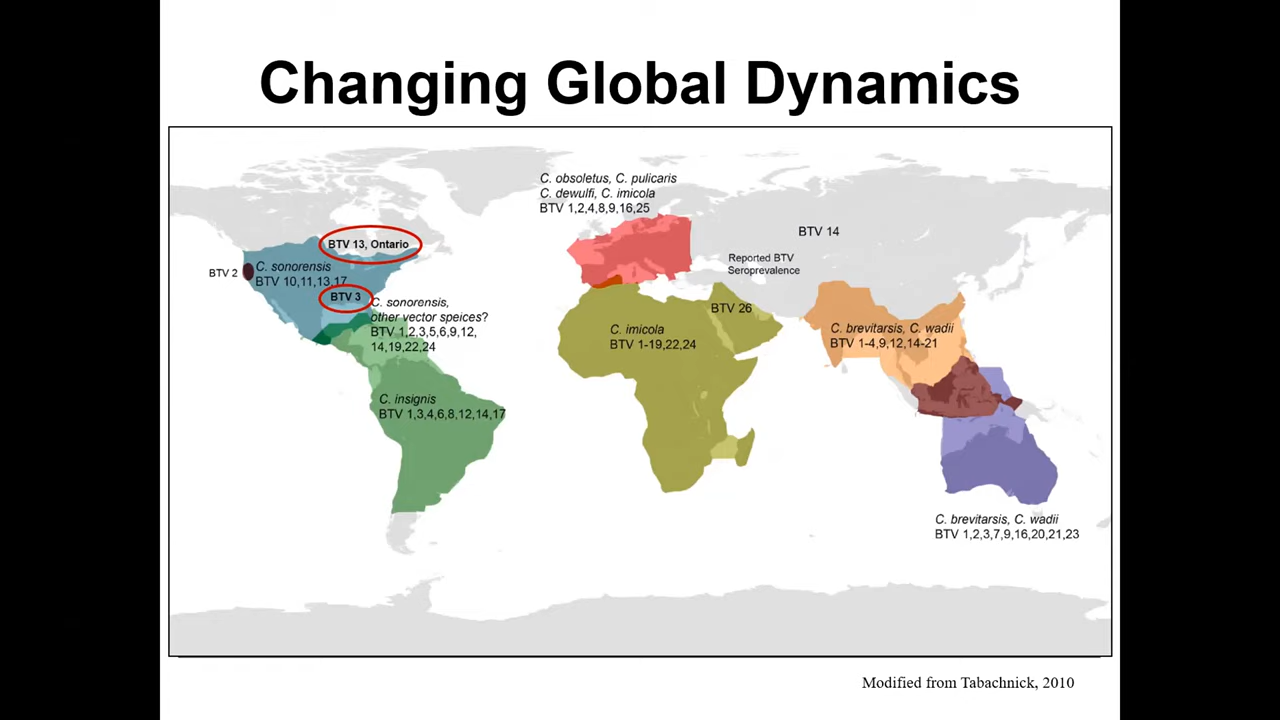 Changing Global Dynamics
C. obsoletus, C. pulicaris
C. dewulfi, C. imicola
BTV 1,2,4,8,9,16,25
BTV 14
BTV 13, Ontario
Reported BTV
Seroprevalence
BTV 2
C. sonorensis
BTV 10,11,13,17
BTV 3
C. sonorensis,
other vector speices?
BTV 1,2,3,5,6,9,12,
14,19,22,24
BTV 26
C. imicola
BTV 1-19,22,24
C. brevitarsis, C. wadii
BTV 1-4,9,12,14-21
C. insignis
BTV 1,3,4,6,8,12,14,17
C. brevitarsis, C. wadii
BTV 1,2,3,7,9,16,20,21,23
Modified from Tabachnick, 2010